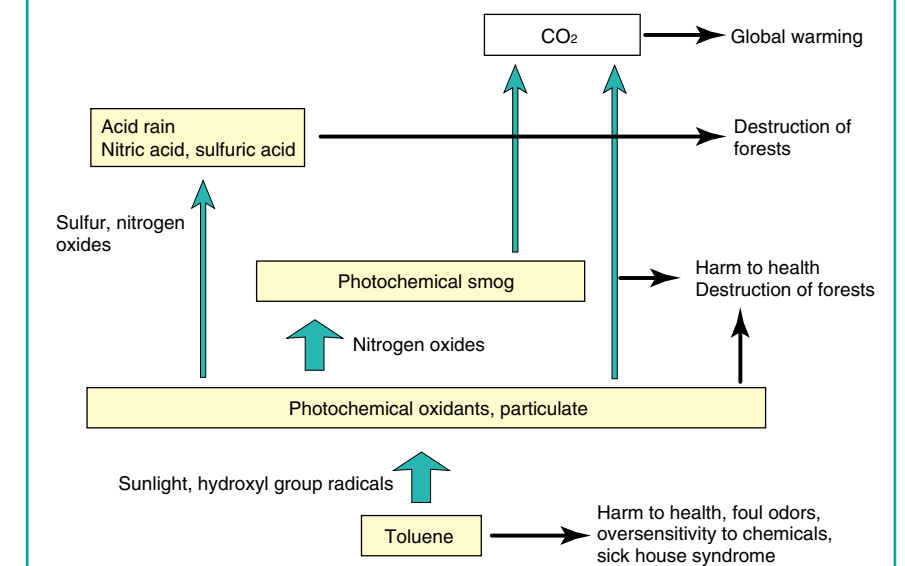 CO₂
Global warming
Acid rain
Nitric acid, sulfuric acid
Destruction of
forests
Sulfur, nitrogen
oxides
Photochemical smog
Harm to health
Destruction of forests
Nitrogen oxides
Photochemical oxidants, particulate
Sunlight, hydroxyl group radicals
Toluene
Harm to health, foul odors,
oversensitivity to chemicals,
sick house syndrome